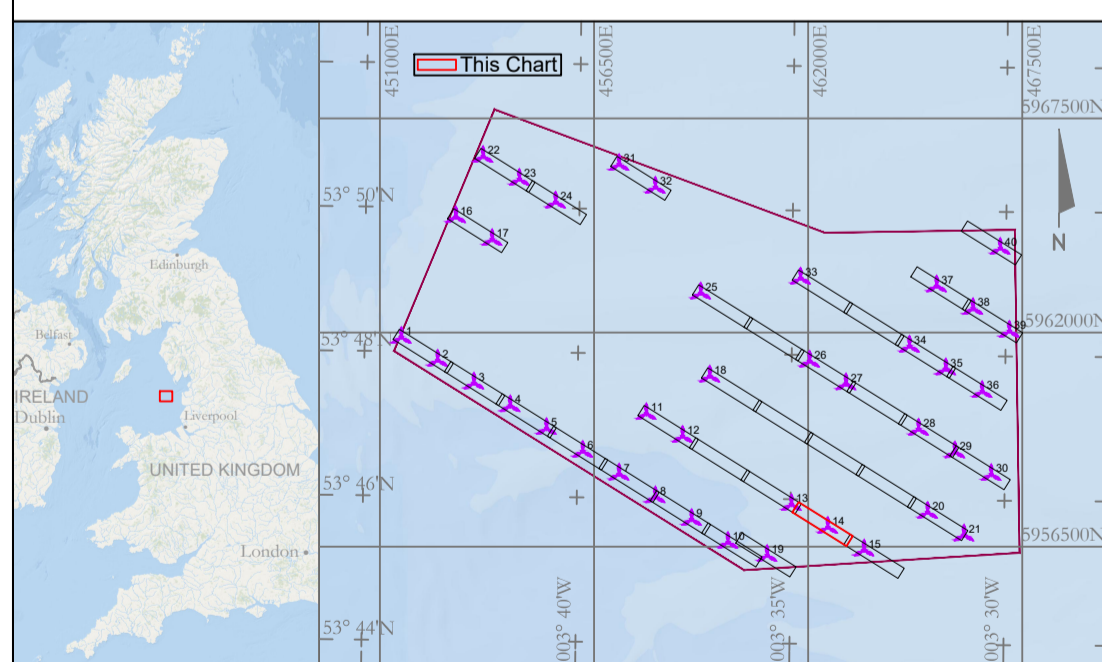 Edinburgh
Belfast
IRELAND
Dublin
Liverpool
UNITED KINGDOM
London
This Chart
451000E
456500E
462000E
467500E
5967500N
5962000N
5956500N
53° 50'N
53° 48'N
53° 46'N
53° 44'N
003° 40'W
003° 35'W
003° 30'W
N
22
23
24
31
32
16
17
40
37
38
39
33
34
35
36
25
26
27
28
29
30
18
20
21
11
12
13
14
15
1
2
3
4
5
6
7
8
9
10
19